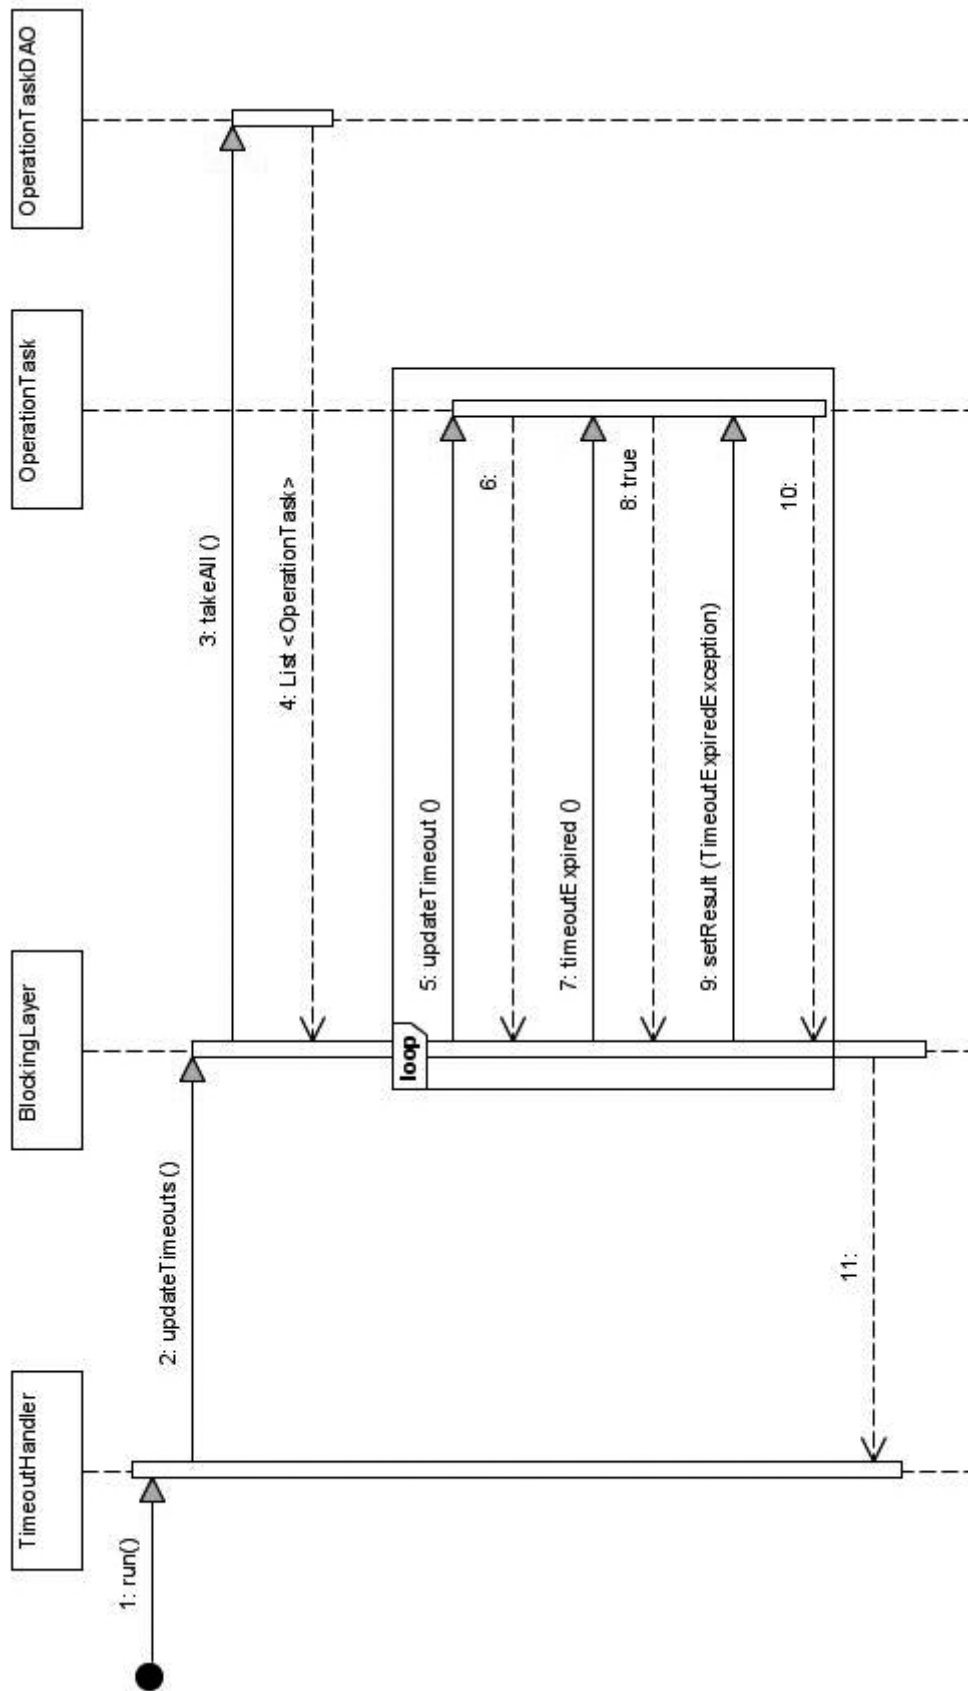 TimeoutHandler
BlockingLayer
OperationTask
OperationTaskDAO
1: run()
2: updateTimeouts ()
3: takeAll ()
4: List <OperationTask>
loop
5: updateTimeout ()
6:
7: timeoutExpired ()
8: true
9: setResult (TimeoutExpiredException)
10:
11: